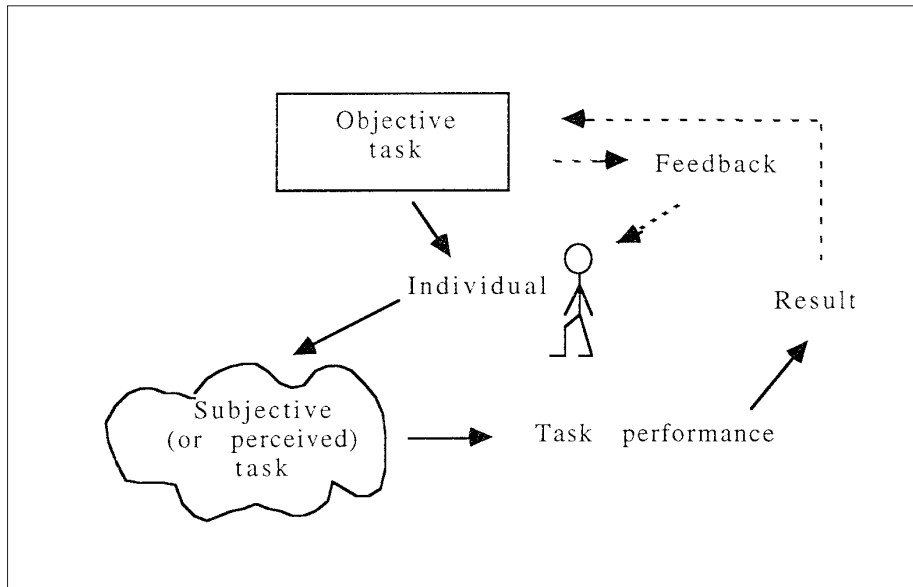 Objective
task
Feedback
Individual
Result
Subjective
(or perceived)
task
Task performance